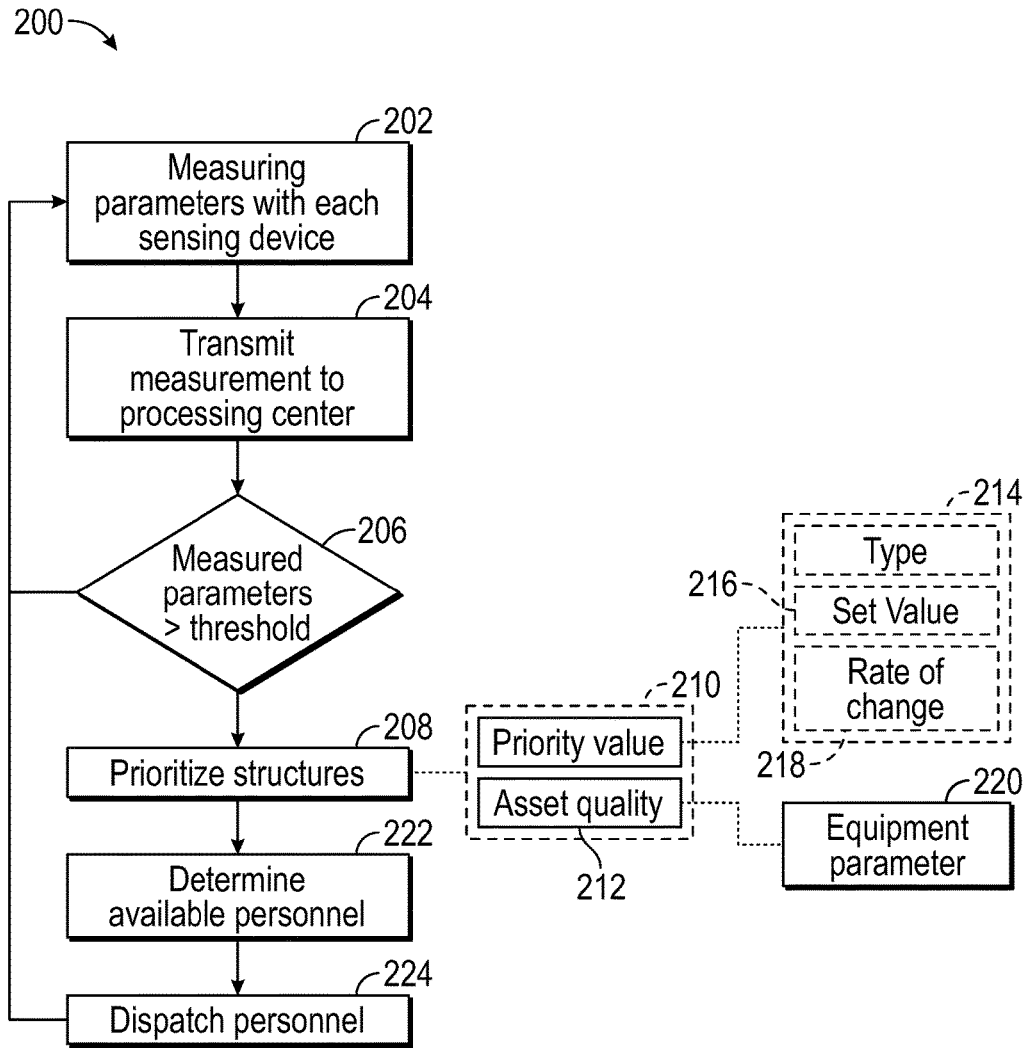 200
202
Measuring
parameters with each
sensing device
204
Transmit
measurement to
processing center
206
Measured
parameters
> threshold
208
Prioritize structures
210
Priority value
Asset quality
212
214
Type
216
Set Value
Rate of
change
218
220
Equipment
parameter
222
Determine
available personnel
224
Dispatch personnel